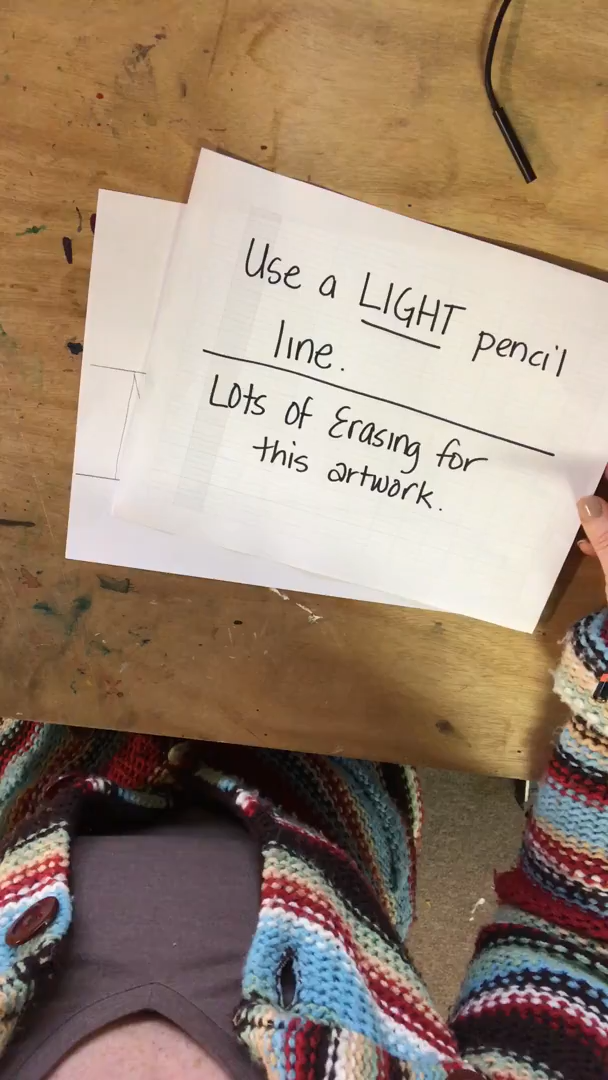 Use a LIGHT pencil
line.
Lots of Erasing for
this artwork.